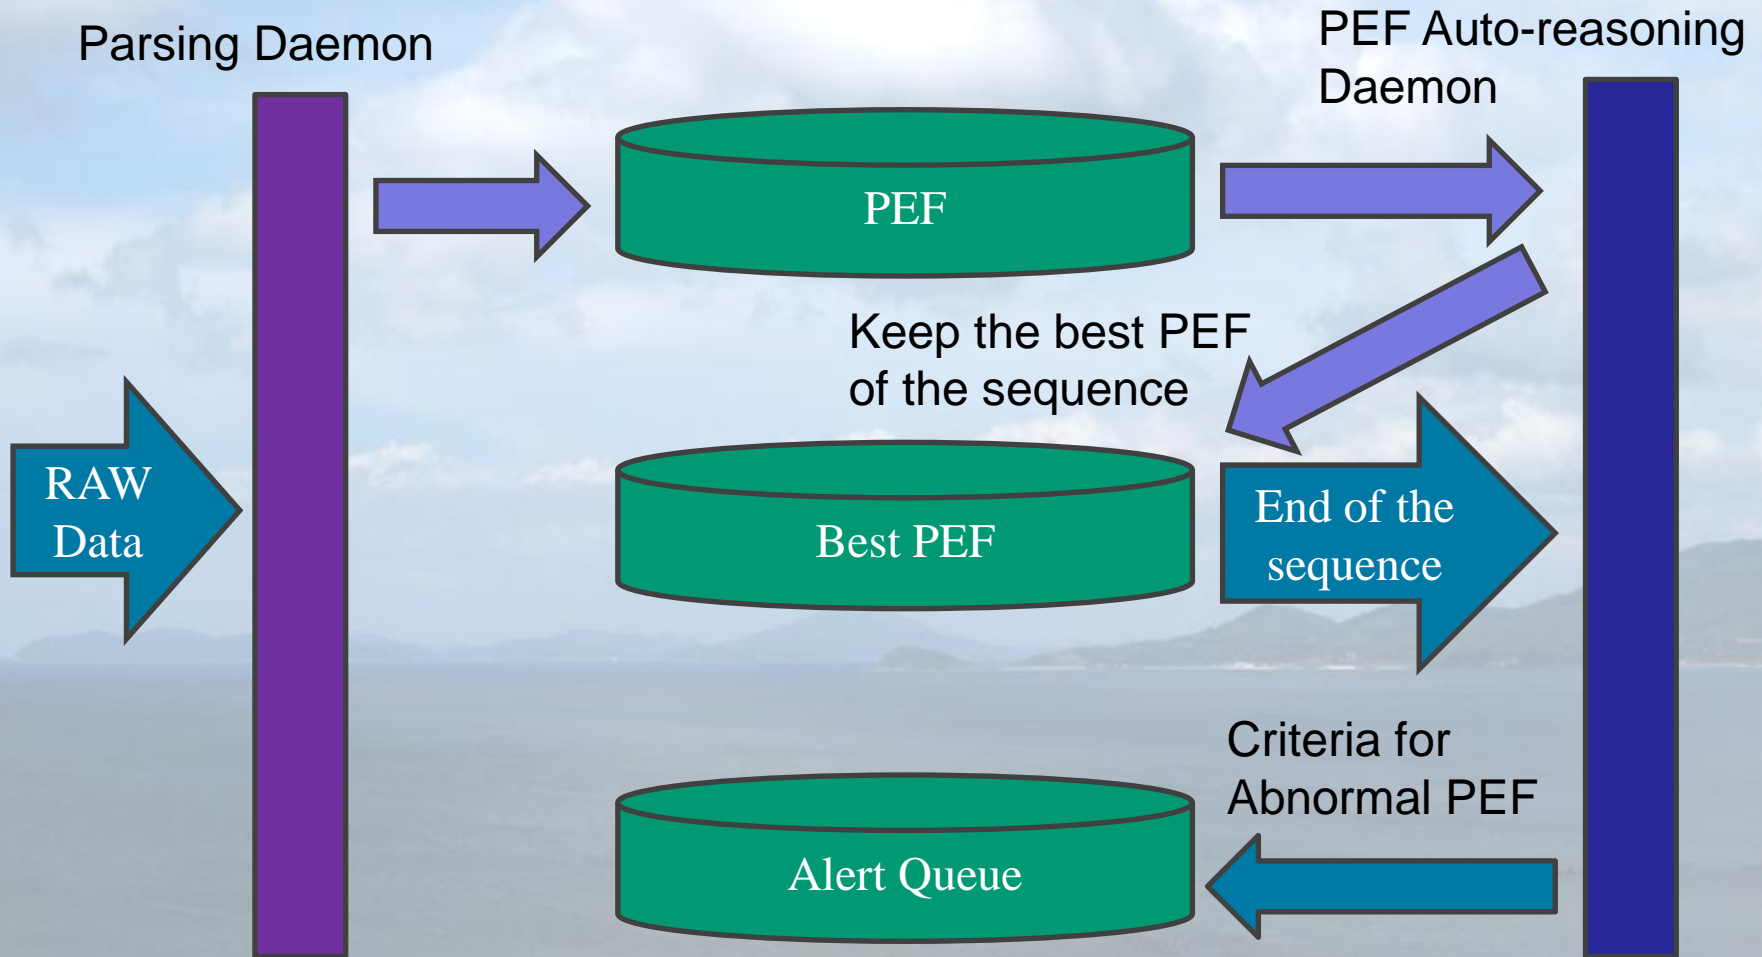 Parsing Daemon
PEF Auto-reasoning
Daemon
PEF
Keep the best PEF
of the sequence
RAW
Data
Best PEF
End of the
sequence
Criteria for
Abnormal PEF
Alert Queue